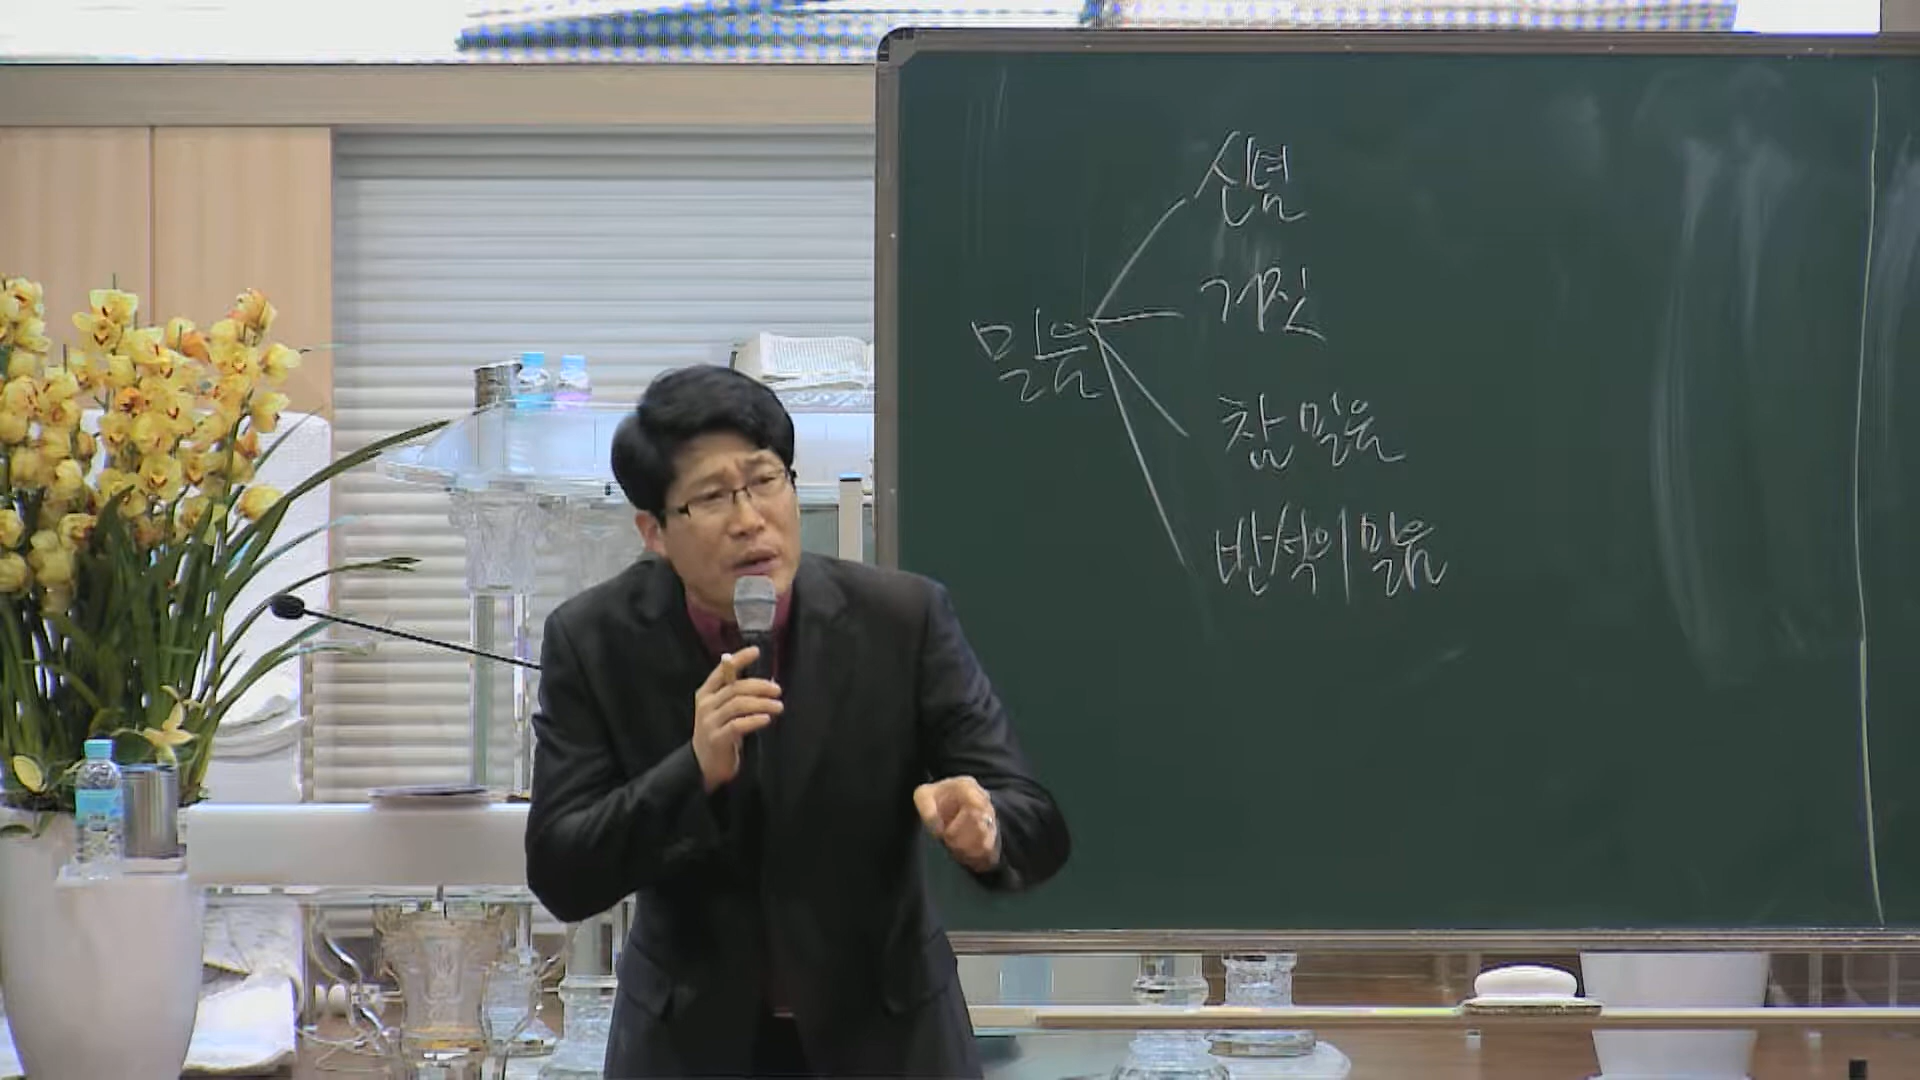 믿음
신념
거짓
참 믿음
반석의 믿음